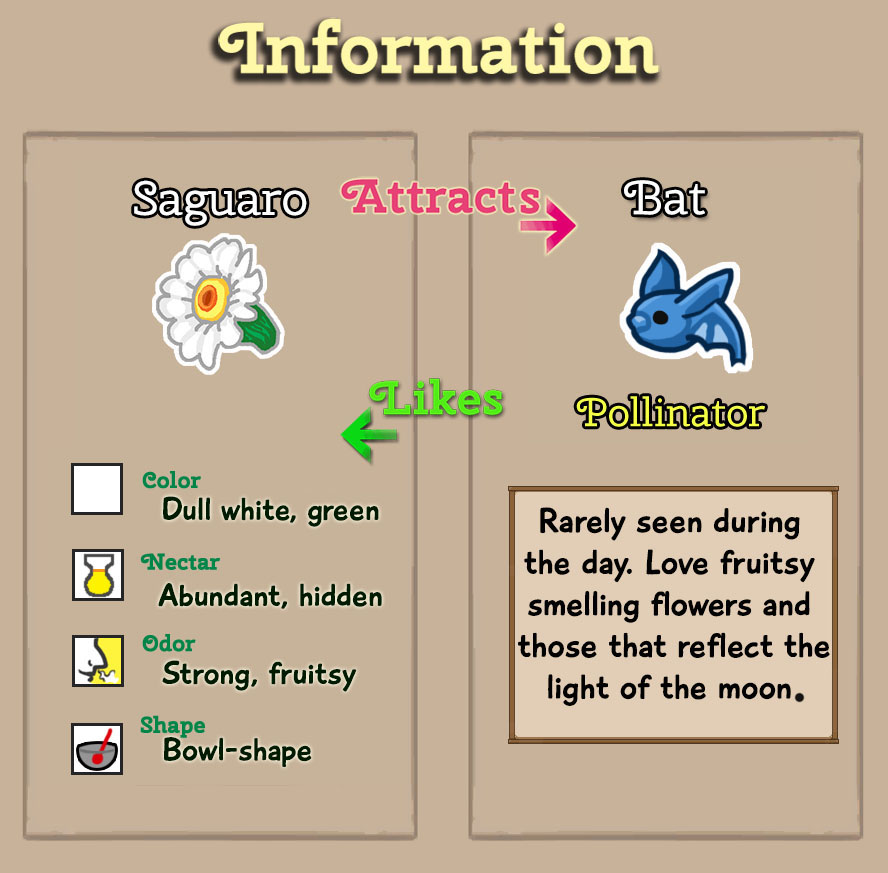 Information
Saguaro
Attracts
Bat
Likes
Pollinator
Color
Dull white, green
Nectar
Abundant, hidden
Odor
Strong, fruitsy
Shape
Bowl-shape
Rarely seen during
the day. Love fruitsy
smelling flowers and
those that reflect the
light of the moon.